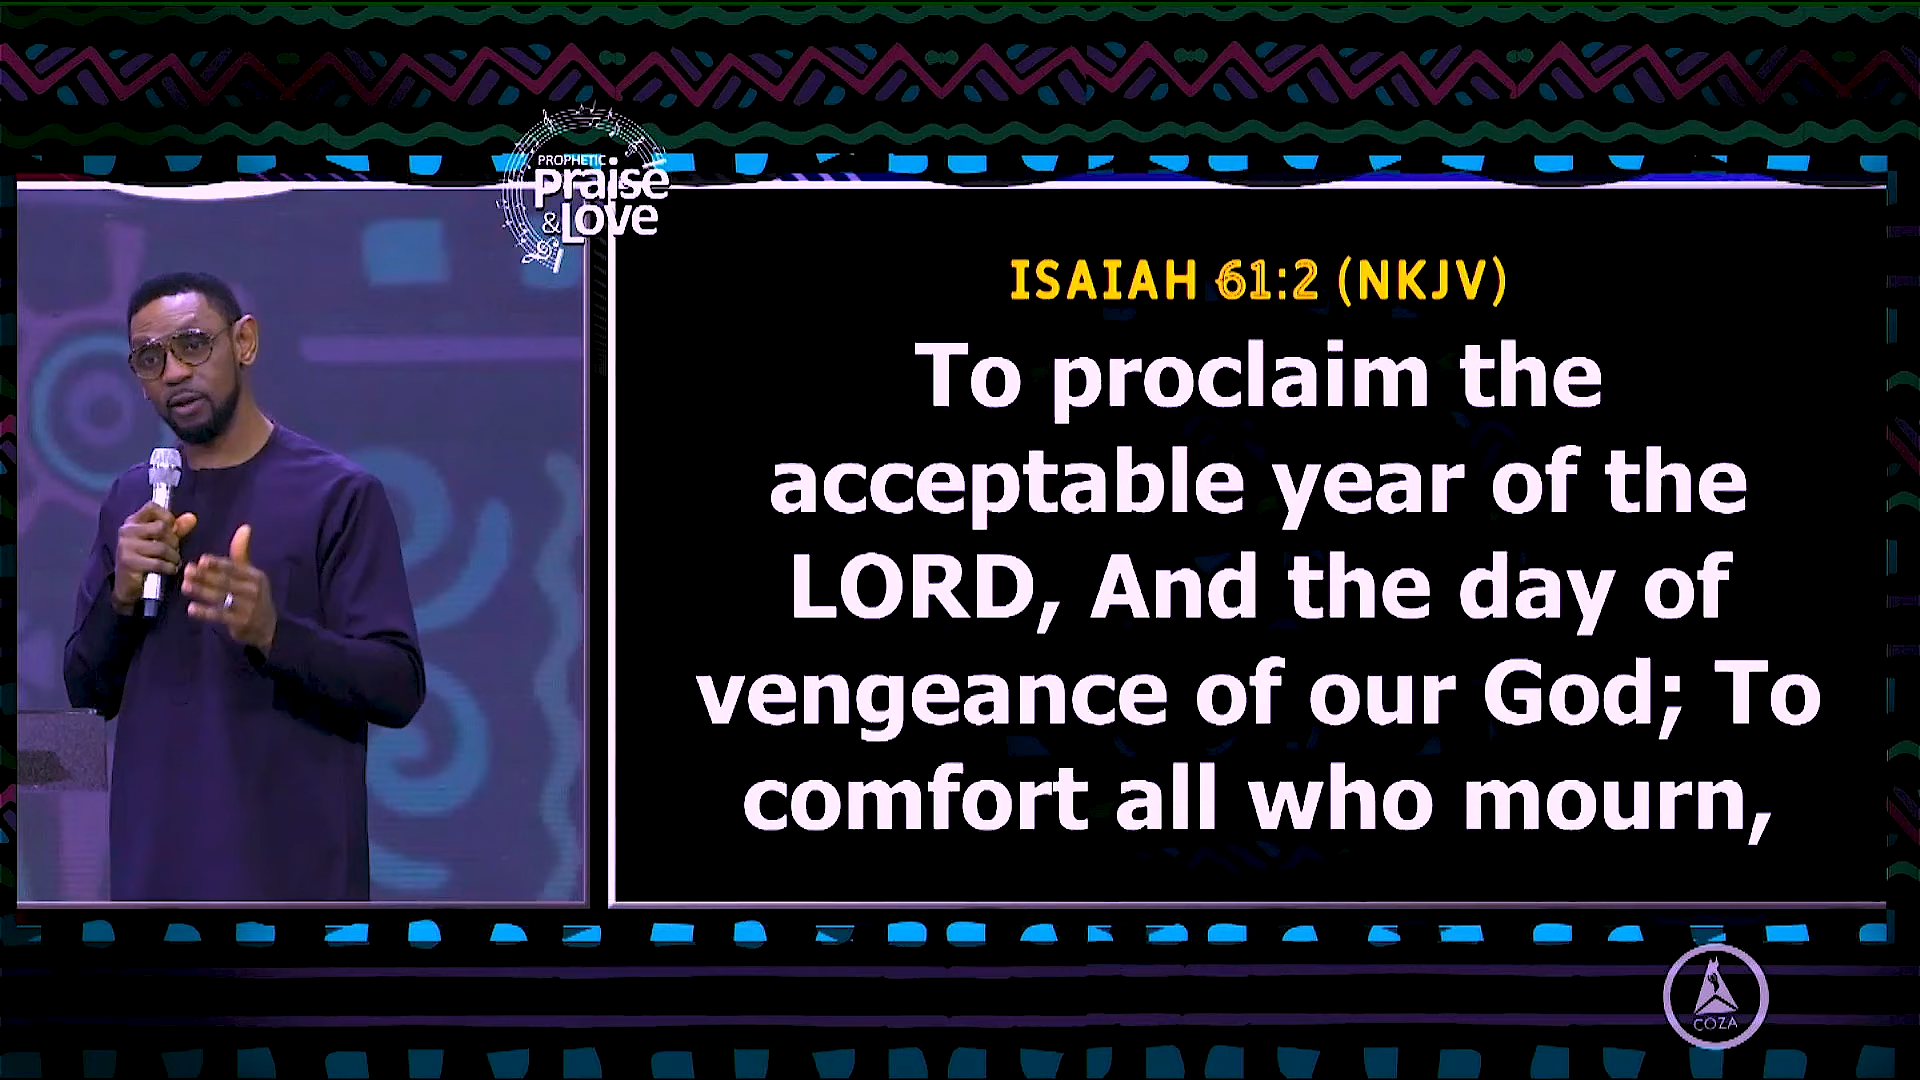 PROPHETIC
Praise
&Love
ISAIAH 61:2 (NKJV)
To proclaim the
acceptable year of the
LORD, And the day of
vengeance of our God; To
comfort all who mourn,
COZA